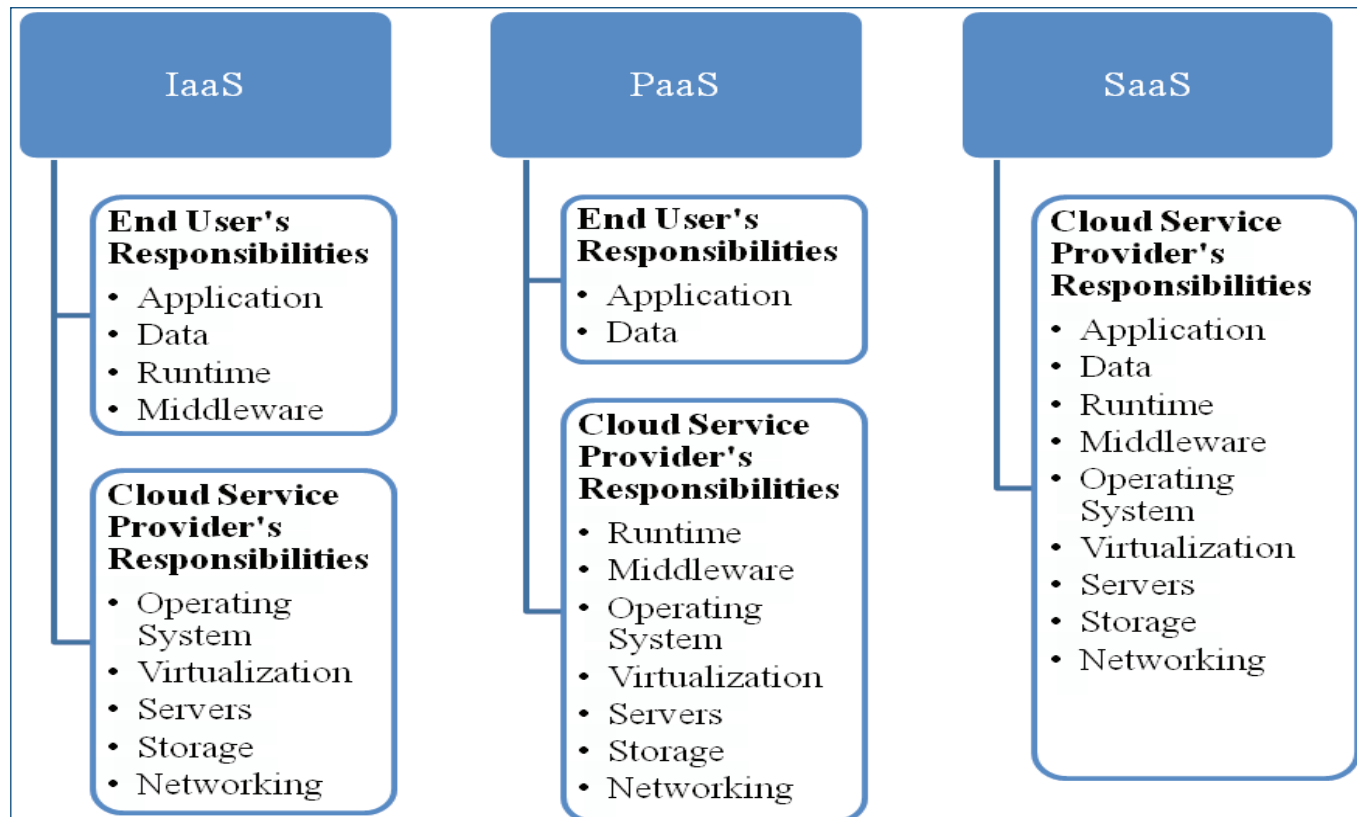 IaaS
End User's
Responsibilities
• Application
• Data
• Runtime
• Middleware
Cloud Service
Provider's
Responsibilities
• Operating
System
• Virtualization
• Servers
• Storage
• Networking
PaaS
End User's
Responsibilities
• Application
• Data
Cloud Service
Provider's
Responsibilities
• Runtime
• Middleware
• Operating
System
• Virtualization
• Servers
• Storage
• Networking
SaaS
Cloud Service
Provider's
Responsibilities
• Application
• Data
• Runtime
• Middleware
• Operating
System
• Virtualization
• Servers
• Storage
• Networking